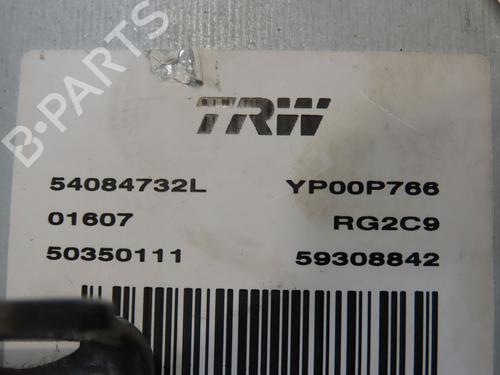 B-PARTS
TRW
54084732L YP00P766
01607 RG2C9
50350111 59308842